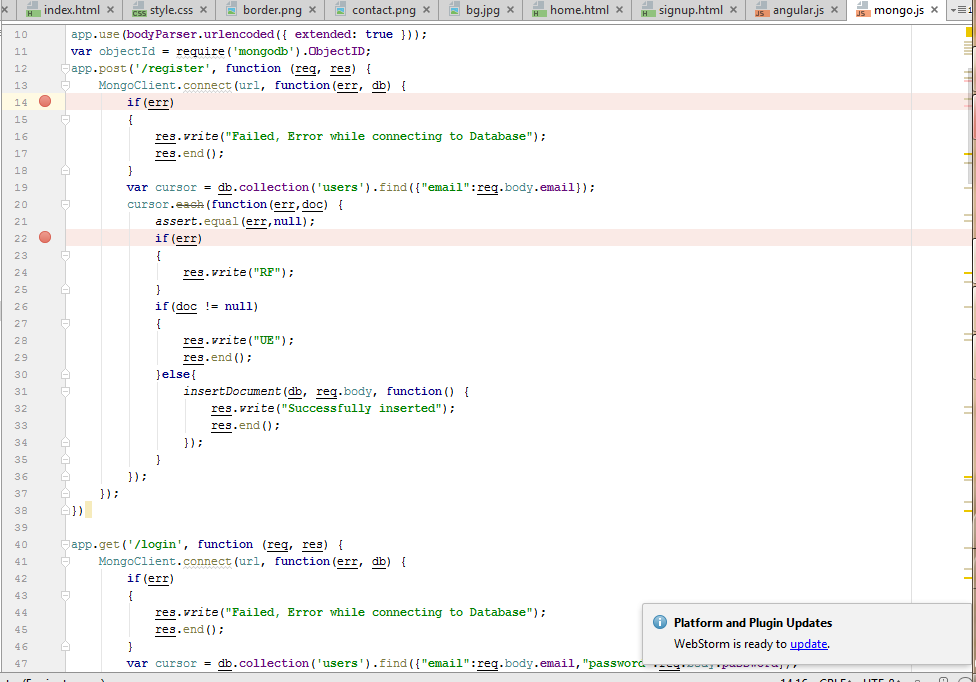 index.html style.css border.png contact.png bg.jpg home.html signup.html angular.js mongo.js
10 app.use(bodyParser.urlencoded({ extended: true }));
11 var objectId = require('mongodb').ObjectID;
12 app.post('/register', function (req, res) {
13 MongoClient.connect(url, function(err, db) {
14 if(err)
15 {
16 res.write("Failed, Error while connecting to Database");
17 res.end();
18 }
19 var cursor = db.collection('users').find({"email":req.body.email});
20 cursor.each(function(err,doc) {
21 assert.equal(err,null);
22 if(err)
23 {
24 res.write("RF");
25 }
26 if(doc != null)
27 {
28 res.write("UE");
29 res.end();
30 }else{
31 insertDocument(db, req.body, function() {
32 res.write("Successfully inserted");
33 res.end();
34 });
35 }
36 });
37 });
38 })
39
40 app.get('/login', function (req, res) {
41 MongoClient.connect(url, function(err, db) {
42 if(err)
43 {
44 res.write("Failed, Error while connecting to Database");
45 res.end();
46 }
47 var cursor = db.collection('users').find({"email":req.body.email,"password":req.body.password});
Platform and Plugin Updates
WebStorm is ready to update.